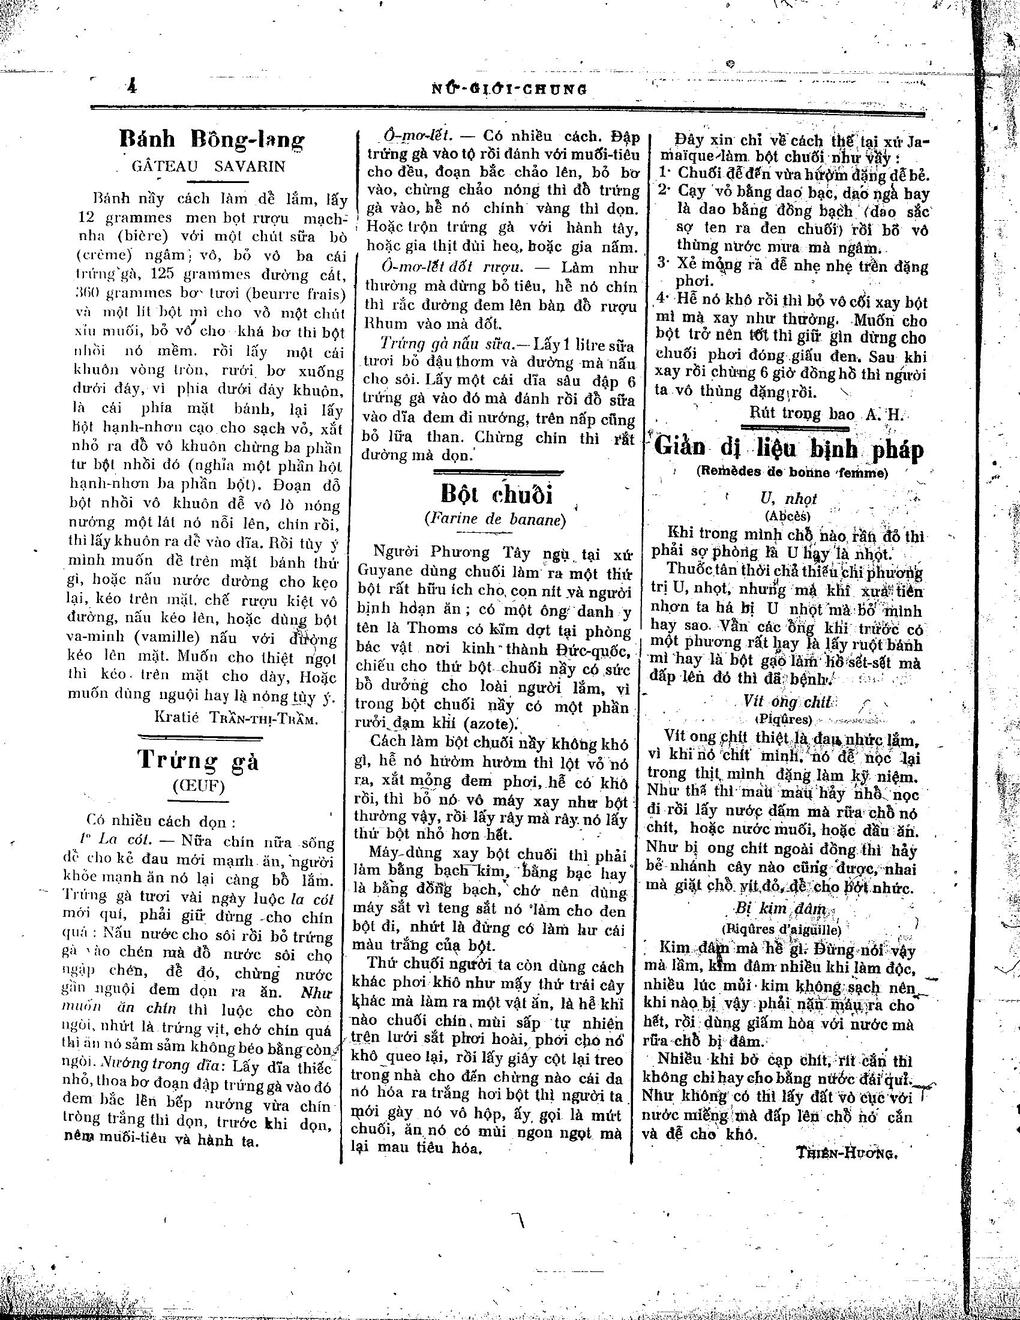 4
NỮ-GIỚI-CHUNG
Bánh Bông-lang
GÂTEAU SAVARIN
Bánh nầy cách làm dể lắm, lấy
12 grammes men bọt rượu mạch-
nha (bière) với một chút sữa bò
(crème) ngâm; vô, bỏ vô ba cái
trứng gà, 125 grammes đường cát,
360 grammes bơ tươi (beurre frais)
và một lít bột mì cho vô một chút
xíu muối, bỏ vô cho khá bơ thì bột
nhồi nó mềm. rồi lấy một cái
khuôn vòng tròn, rưới bơ xuống
dưới đáy, vì phía dưới đáy khuôn,
là cái phía mặt bánh, lại lấy
bột hạnh-nhơn cạo cho sạch vỏ, xắt
nhỏ ra đổ vô khuôn chừng ba phần
tư bột nhồi đó (nghĩa một phần bột
hạnh-nhơn ba phần bột). Đoạn đỗ
bột nhồi vô khuôn để vô lò nóng
nướng một lát nó nỗi lên, chín rồi,
thì lấy khuôn ra để vào dĩa. Rồi tùy ý
mình muốn để trên mặt bánh thứ
gì, hoặc nấu nước đường cho kẹo
lại, kéo trên mặt, chế rượu kiệt vô
đường, nấu kéo lên, hoặc dùng bột
va-minh (vamille) nấu với đường
kéo lên mặt. Muốn cho thiệt ngọt
thì kéo trên mặt cho dày, Hoặc
muốn dùng nguội hay là nóng tùy ý.
Kratié TRẦN-THỊ-TRẦM.
Trứng gà
(ŒUF)
Có nhiều cách dọn :
1º La cót. — Nữa chín nữa sống
để cho kẻ đau mới mạnh ăn, người
khỏe mạnh ăn nó lại càng bổ lắm.
Trứng gà tươi vài ngày luộc la cót
mới quí, phải giữ đừng cho chín
quá : Nấu nước cho sôi rồi bỏ trứng
gà vào chén mà đổ nước sôi cho
ngập chén, để đó, chừng nước
gần nguội đem dọn ra ăn. Như
muốn ăn chín thì luộc cho còn
ngòi, nhứt là trứng vịt, chớ chín quá
thì ăn nó sảm sảm không béo bằng còn
ngòi. Nướng trong dĩa: Lấy dĩa thiếc
nhỏ, thoa bơ đoạn đập trứng gà vào đó
đem bắc lên bếp nướng vừa chín
tròng trắng thì dọn, trước khi dọn,
nêm muối-tiêu và hành ta.
Ô-mơ-lết. — Có nhiều cách. Đập
trứng gà vào tộ rồi đánh với muối-tiêu
cho đều, đoạn bắc chảo lên, bỏ bơ
vào, chừng chảo nóng thì đổ trứng
gà vào, hễ nó chính vàng thì dọn.
Hoặc trộn trứng gà với hành tây,
hoặc gia thịt dùi heo, hoặc gia nấm.
Ô-mơ-lết đốt rượu. — Làm như
thường mà đừng bỏ tiêu, hễ nó chín
thì rắc đường đem lên bàn đổ rượu
Rhum vào mà đốt.
Trứng gà nấu sữa.— Lấy 1 litre sữa
tươi bỏ đậu thơm và đường mà nấu
cho sôi. Lấy một cái dĩa sâu đập 6
trứng gà vào đó mà đánh rồi đổ sữa
vào dĩa đem đi nướng, trên nấp cũng
bỏ lữa than. Chừng chín thì rắt
đường mà dọn.
Bột chuối
(Farine de banane)
Người Phương Tây ngụ tại xứ
Guyane dùng chuối làm ra một thứ
bột rất hữu ích cho con nít và người
bịnh hoạn ăn ; có một ông danh y
tên là Thoms có kĩm dợt tại phòng
bác vật nơi kinh thành Đức-quốc,
chiếu cho thứ bột chuối nầy có sức
bổ dưởng cho loài người lắm, vì
trong bột chuối nầy có một phần
rưởi đạm khí (azote).
Cách làm bột chuối nầy không khó
gì, hễ nó hườm hườm thì lột vỏ nó
ra, xắt mỏng đem phơi, hễ có khô
rồi, thì bỏ nó vô máy xay như bột
thường vậy, rồi lấy rây mà rây nó lấy
thứ bột nhỏ hơn hết.
Máy dùng xay bột chuối thì phải
làm bằng bạch kim, bằng bạc hay
là bằng đồng bạch, chớ nên dùng
máy sắt vì teng sắt nó làm cho đen
bột đi, nhứt là đừng có làm hư cái
màu trắng của bột.
Thứ chuối người ta còn dùng cách
khác phơi khô như mấy thứ trái cây
khác mà làm ra một vật ăn, là hễ khi
nào chuối chín, mùi sấp tự nhiên
trên lưới sắt phơi hoài, phơi cho nó
khô queo lại, rồi lấy giây cột lại treo
trong nhà cho đến chừng nào cái da
nó hóa ra trắng hơi bột thì người ta
mới gày nó vô hộp, ấy gọi là mứt
chuối, ăn nó có mùi ngon ngọt mà
lại mau tiêu hóa.
Đây xin chỉ về cách thế tại xứ Ja-
maïque làm bột chuối như vầy :
1· Chuối để đến vừa hườm đặng dễ bẻ.
2· Cạy vỏ bằng dao bạc, dao ngà hay
là dao bằng đồng bạch (dao sắc
sợ ten ra đen chuối) rồi bỏ vô
thùng nước mưa mà ngâm.
3· Xẻ mỏng ra để nhẹ nhẹ trên đặng
phơi.
4· Hễ nó khô rồi thì bỏ vô cối xay bột
mì mà xay như thường. Muốn cho
bột trở nên tốt thì giữ gìn đừng cho
chuối phơi đóng giấu đen. Sau khi
xay rồi chừng 6 giờ đồng hồ thì người
ta vô thùng đặng rồi.
Rút trong bao A. H.
Giản dị liệu bịnh pháp
(Remèdes de bonne femme)
U, nhọt
(Abcès)
Khi trong mình chỗ nào rần đỏ thì
phải sợ phòng là U hay là nhọt.
Thuốc tân thời chả thiếu chi phương
trị U, nhọt, nhưng mà khi xưa tiên
nhơn ta há bị U nhọt mà bỏ mình
hay sao. Vẫn các ông khi trước có
một phương rất hay là lấy ruột bánh
mì hay là bột gạo làm hồ sết-sết mà
đấp lên đó thì đã bệnh.
Vít ong chít
(Piqûres)
Vít ong chít thiệt là đau nhức lắm,
vì khi nó chít mình, nó để nọc lại
trong thịt mình đặng làm kỹ niệm.
Như thế thì mau mau hảy nhổ nọc
đi rồi lấy nước dấm mà rữa chỗ nó
chít, hoặc nước muối, hoặc dầu ăn.
Như bị ong chít ngoài đồng thì hảy
bẻ nhánh cây nào cũng được, nhai
mà giặt chỗ vít đó, để cho bớt nhức.
Bị kim đâm
(Piqûres d'aiguille)
Kim đâm mà hề gì. Đừng nói vậy
mà lầm, kim đâm nhiều khi làm độc,
nhiều lúc mủi kim không sạch nên
khi nào bị vậy phải nặn máu ra cho
hết, rồi dùng giấm hòa với nước mà
rữa chỗ bị đâm.
Nhiều khi bờ cạp chít, rít cắn thì
không chi hay cho bằng nước đái quỉ.
Như không có thì lấy đất vò cục với
nước miếng mà đấp lên chỗ nó cắn
và để cho khô.
THIÊN-HƯƠNG.